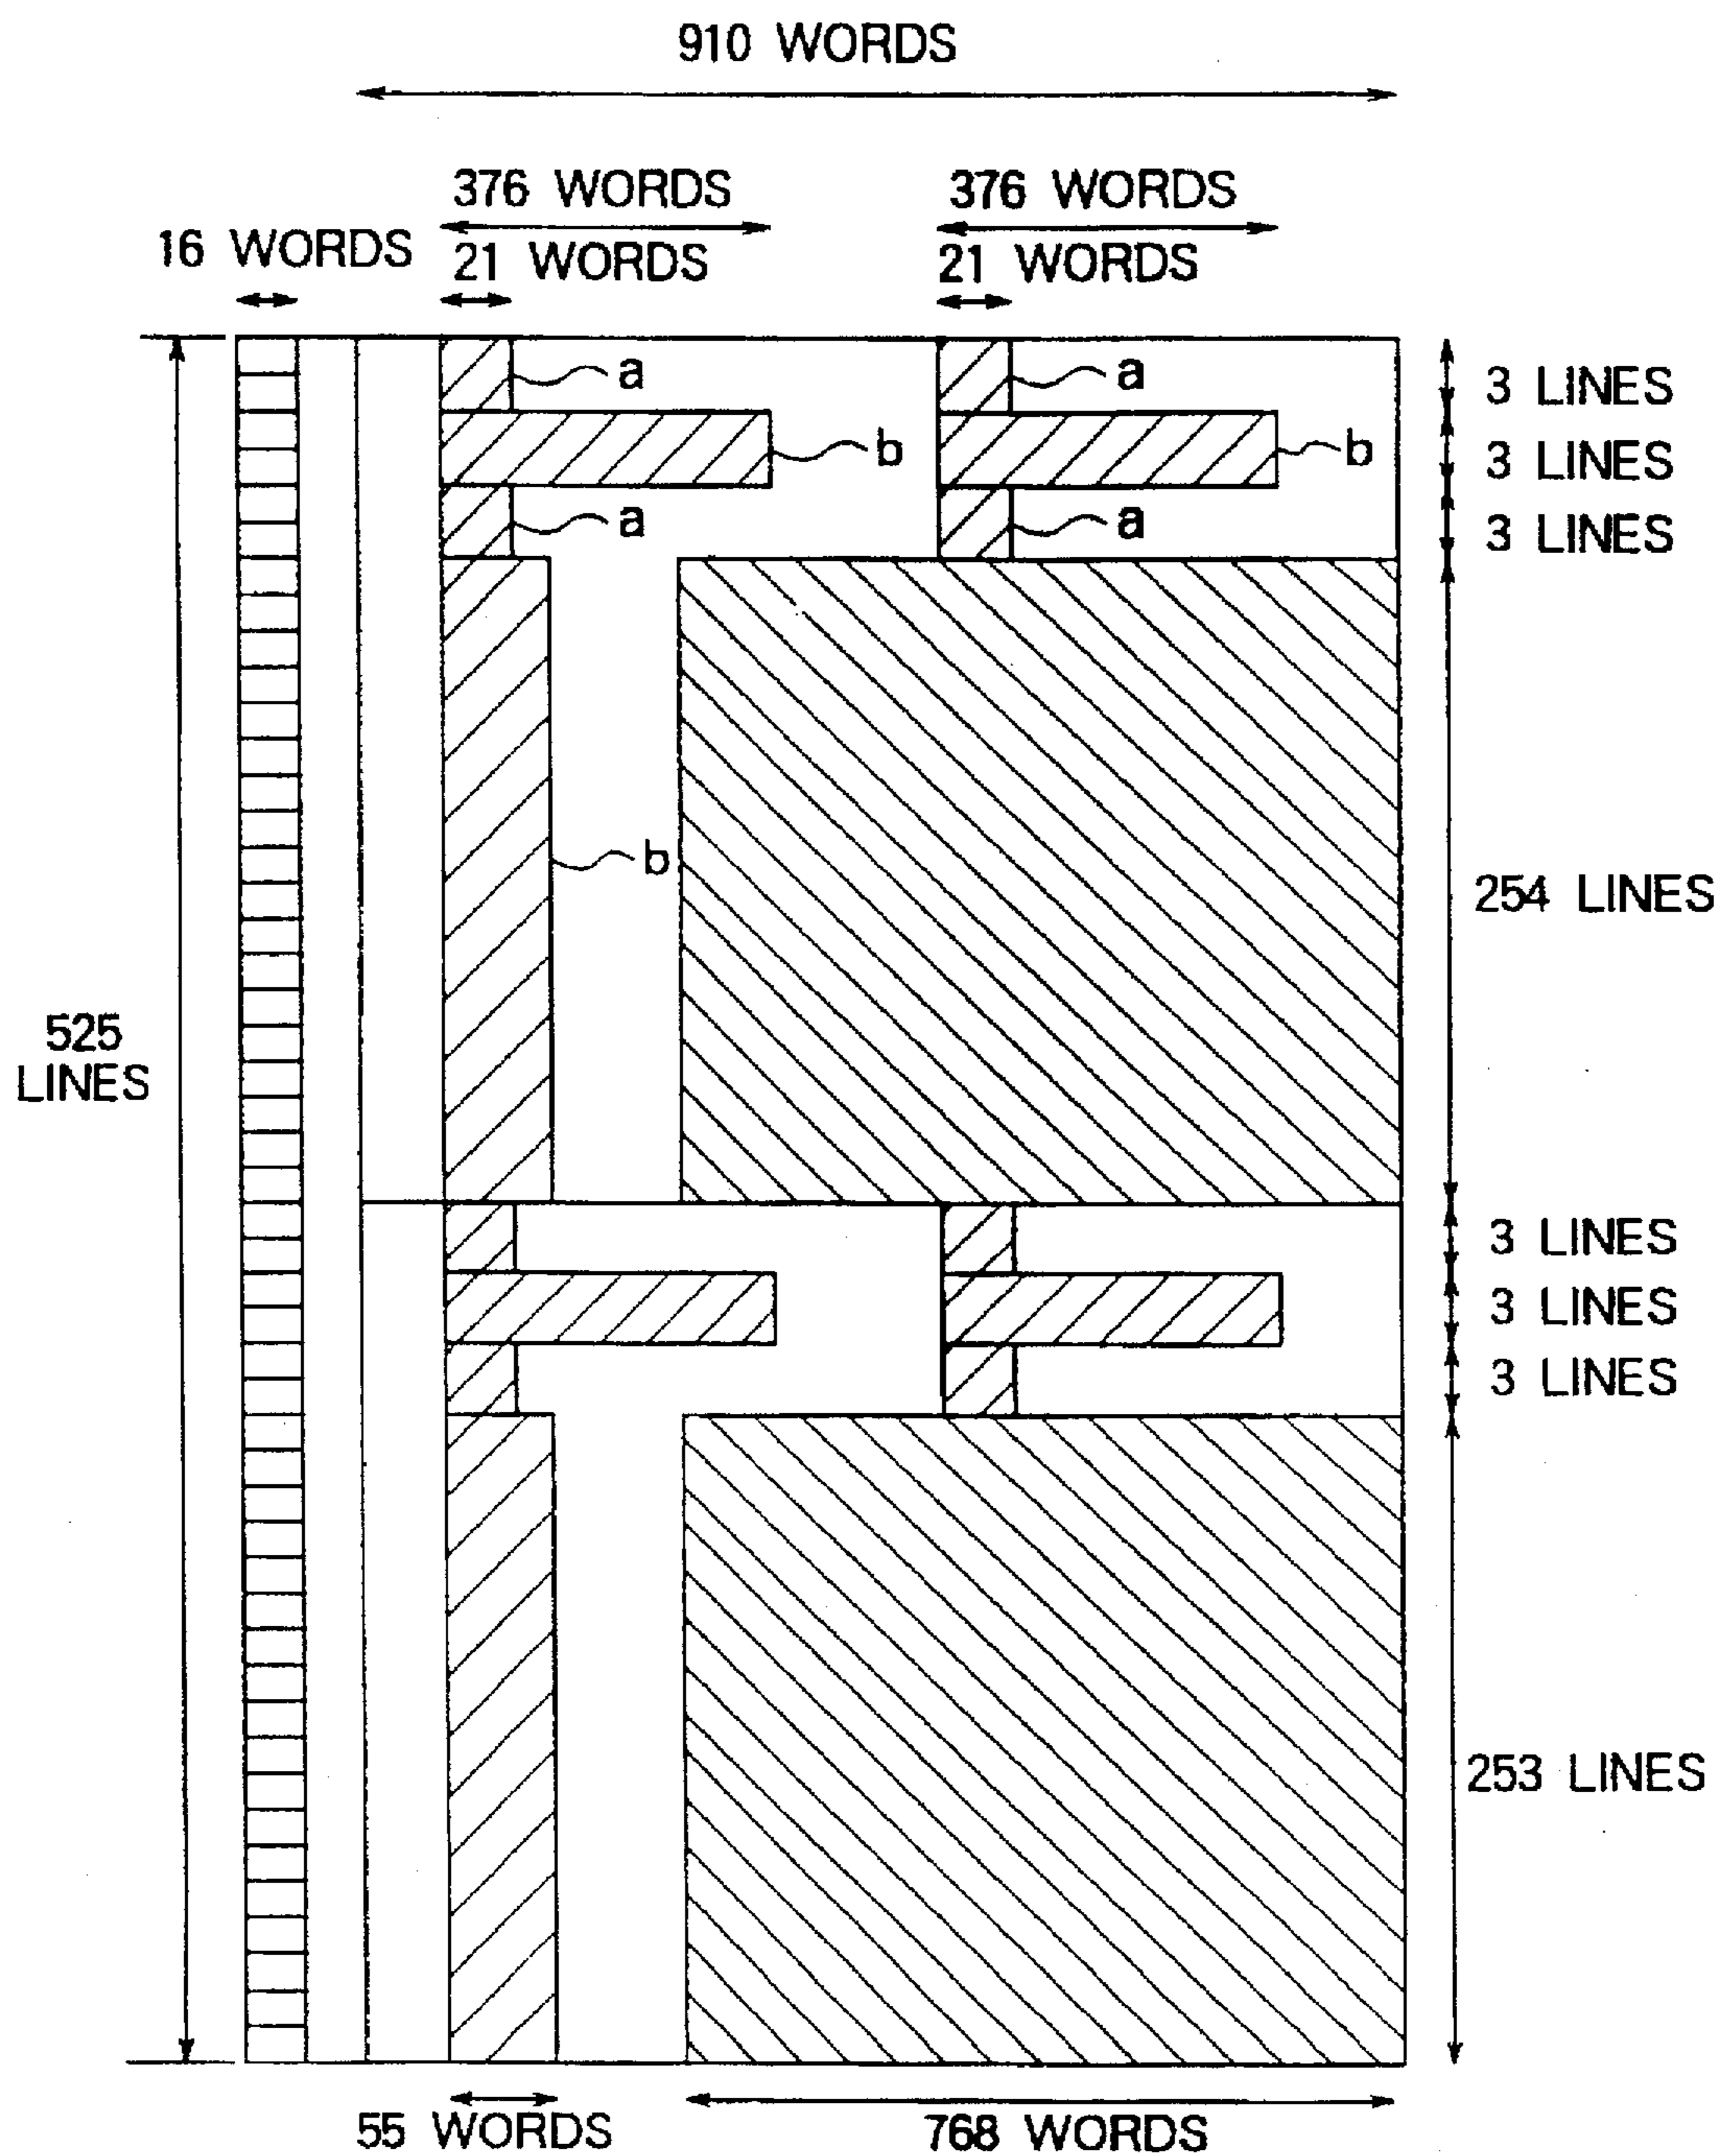 910 WORDS
376 WORDS
376 WORDS
16 WORDS
21 WORDS
21 WORDS
a
a
3 LINES
b
b
3 LINES
a
a
3 LINES
b
254 LINES
525
LINES
3 LINES
3 LINES
3 LINES
253 LINES
55 WORDS
768 WORDS